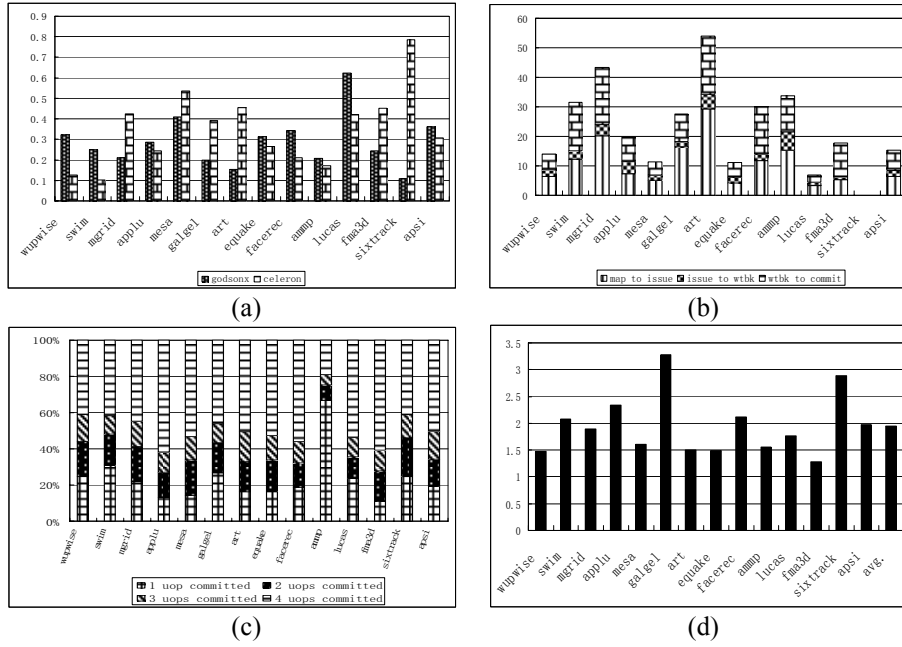 0.9
0.8
0.7
0.6
0.5
0.4
0.3
0.2
0.1
0
wupwise swim mgrid applu mesa galgel art equake facerec ammp lucas fma3d sixtrack apsi
godsonx celeron
(a)
60
50
40
30
20
10
0
wupwise swim mgrid applu mesa galgel art equake facerec ammp lucas fma3d sixtrack apsi
map to issue issue to wtbk wtbk to commit
(b)
100%
80%
60%
40%
20%
0%
wupwise swim mgrid applu mesa galgel art equake facerec ammp lucas fma3d sixtrack apsi
1 uop committed 2 uops committed
3 uops committed 4 uops committed
(c)
3.5
3
2.5
2
1.5
1
0.5
0
wupwise swim mgrid applu mesa galgel art equake facerec ammp lucas fma3d sixtrack apsi avg.
(d)